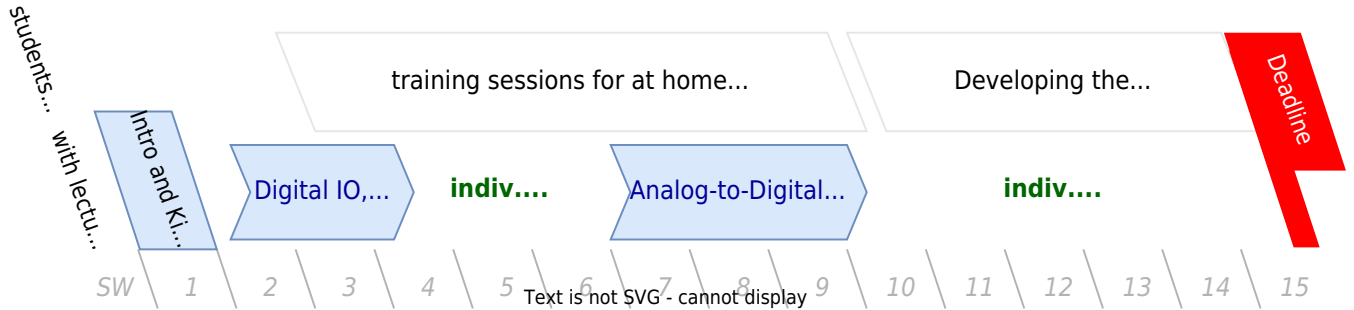 students...
training sessions for at home...
Developing the...
Deadline
with lectu...
Intro and Ki...
Digital IO,...
indiv....
Analog-to-Digital...
indiv....
SW 1 2 3 4 5 6 7 8 9 10 11 12 13 14 15
Text is not SVG - cannot display